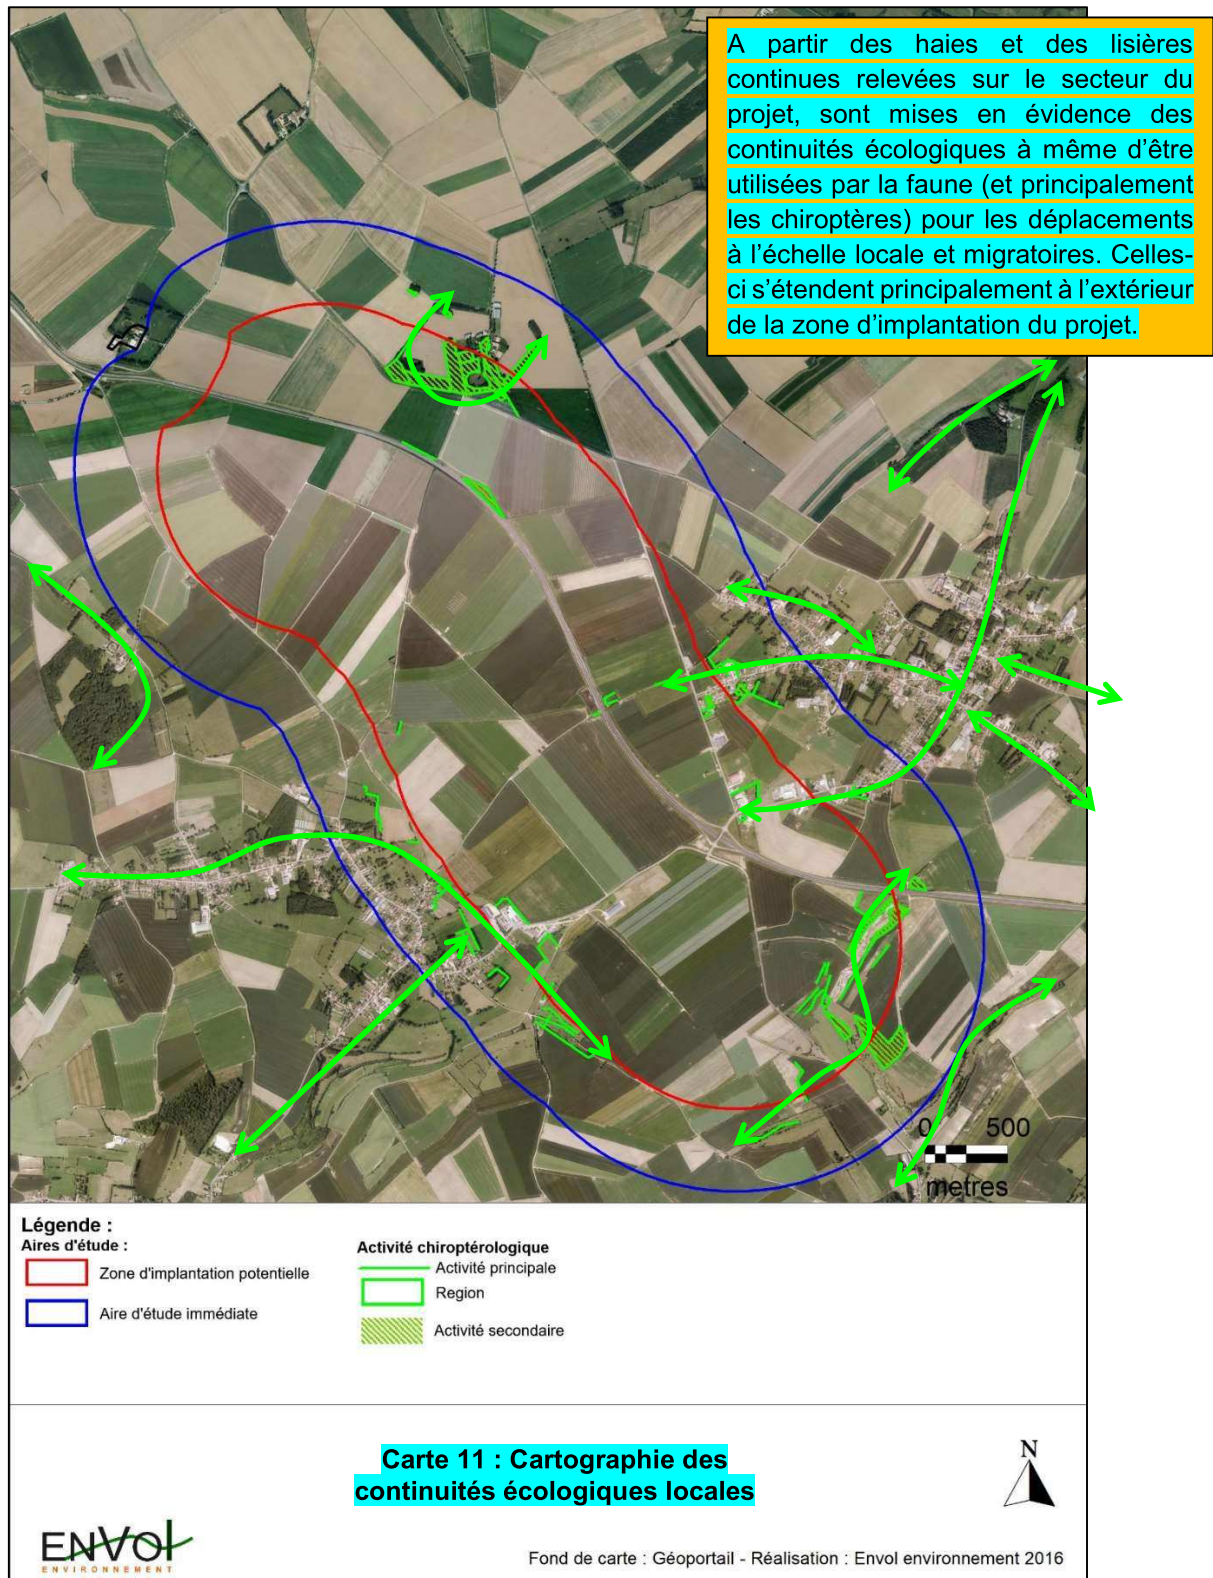 A partir des haies et des lisières
continues relevées sur le secteur du
projet, sont mises en évidence des
continuités écologiques à même d'être
utilisées par la faune (et principalement
les chiroptères) pour les déplacements
à l'échelle locale et migratoires. Celles-
ci s'étendent principalement à l'extérieur
de la zone d'implantation du projet.
0 500
metres
Légende :
Aires d'étude :
Zone d'implantation potentielle
Aire d'étude immédiate
Activité chiroptérologique
Activité principale
Region
Activité secondaire
Carte 11 : Cartographie des
continuités écologiques locales
N
ENVOl
ENVIRONNEMENT
Fond de carte : Géoportail - Réalisation : Envol environnement 2016